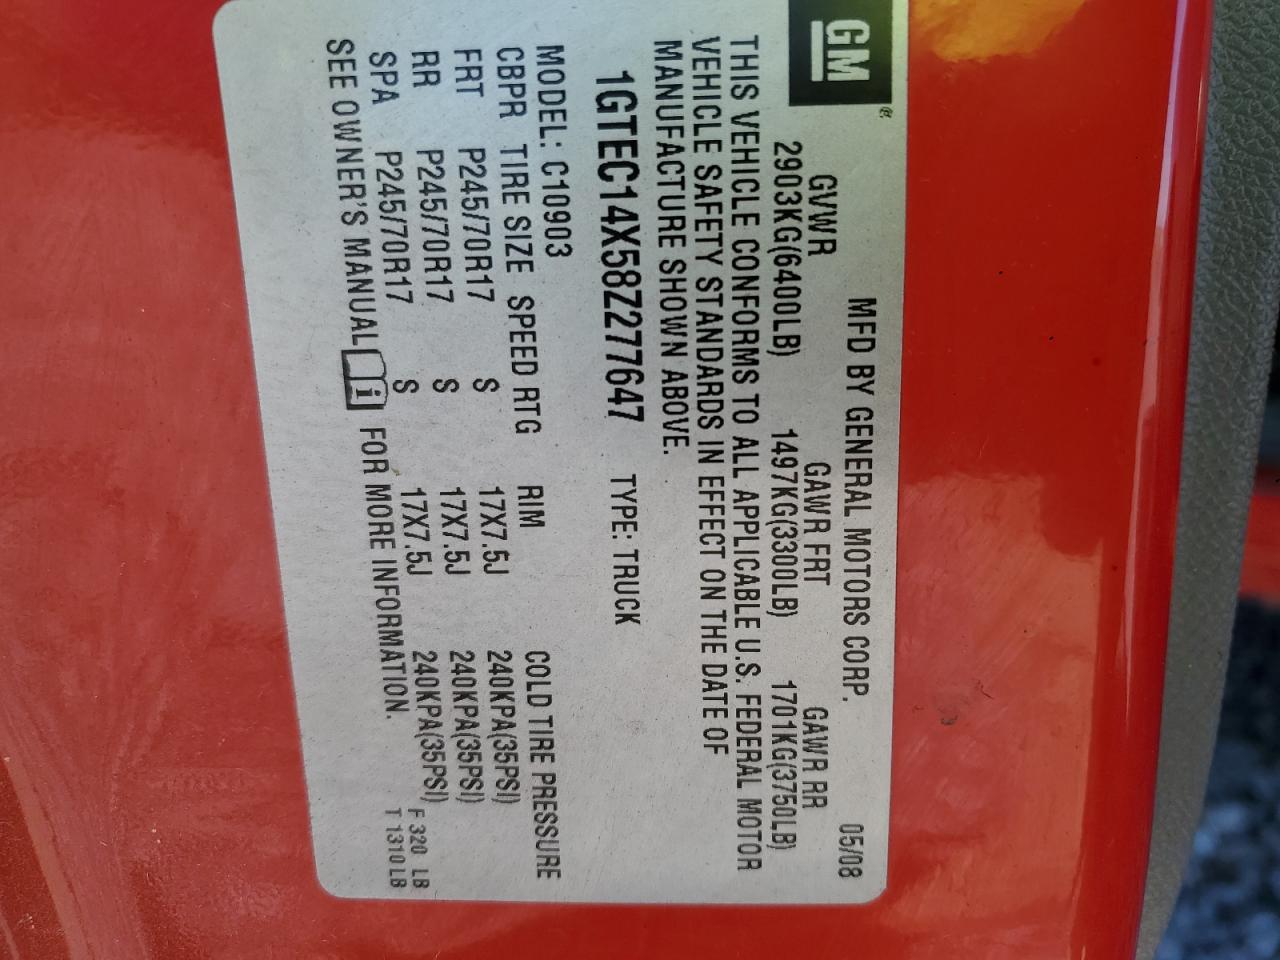 GM®
MFD BY GENERAL MOTORS CORP. 05/08
GVWR GAWR FRT GAWR RR
2903KG(6400LB) 1497KG(3300LB) 1701KG(3750LB)
THIS VEHICLE CONFORMS TO ALL APPLICABLE U.S. FEDERAL MOTOR
VEHICLE SAFETY STANDARDS IN EFFECT ON THE DATE OF
MANUFACTURE SHOWN ABOVE.
1GTEC14X58Z277647 TYPE: TRUCK
MODEL: C10903
CBPR TIRE SIZE SPEED RTG RIM COLD TIRE PRESSURE
FRT P245/70R17 S 17X7.5J 240KPA(35PSI)
RR P245/70R17 S 17X7.5J 240KPA(35PSI)
SPA P245/70R17 S 17X7.5J 240KPA(35PSI)
SEE OWNER'S MANUAL i FOR MORE INFORMATION.
F 320 LB
T 1310 LB